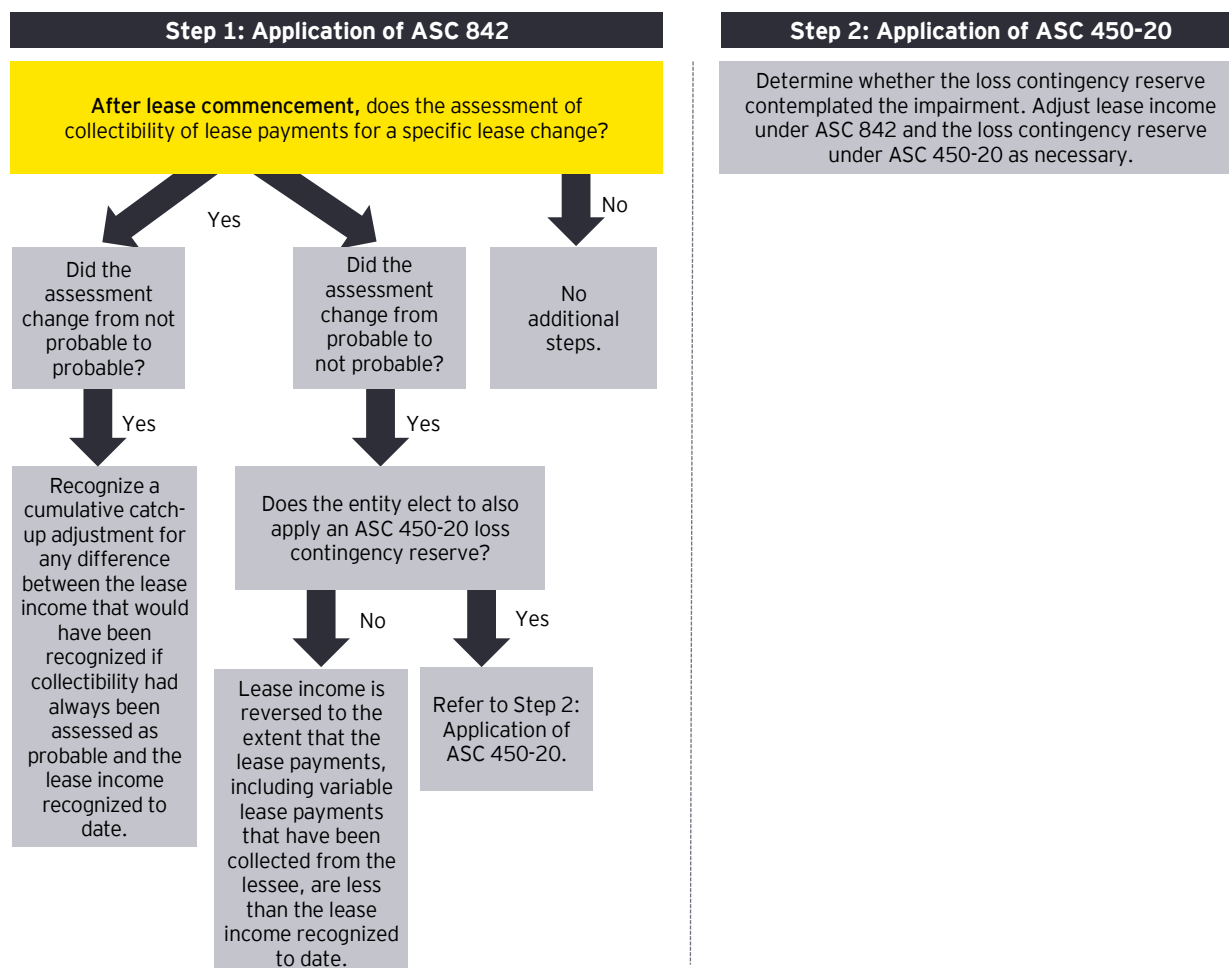 Step 1: Application of ASC 842
Step 2: Application of ASC 450-20
After lease commencement, does the assessment of
collectibility of lease payments for a specific lease change?
Determine whether the loss contingency reserve
contemplated the impairment. Adjust lease income
under ASC 842 and the loss contingency reserve
under ASC 450-20 as necessary.
Yes
No
Did the
assessment
change from not
probable to
probable?
Did the
assessment
change from
probable to
not probable?
No
additional
steps.
Yes
Yes
Recognize a
cumulative catch-
up adjustment for
any difference
between the lease
income that would
have been
recognized if
collectibility had
always been
assessed as
probable and the
lease income
recognized to
date.
Does the entity elect to also
apply an ASC 450-20 loss
contingency reserve?
No
Yes
Lease income is
reversed to the
extent that the
lease payments,
including variable
lease payments
that have been
collected from the
lessee, are less
than the lease
income recognized
to date.
Refer to Step 2:
Application of
ASC 450-20.